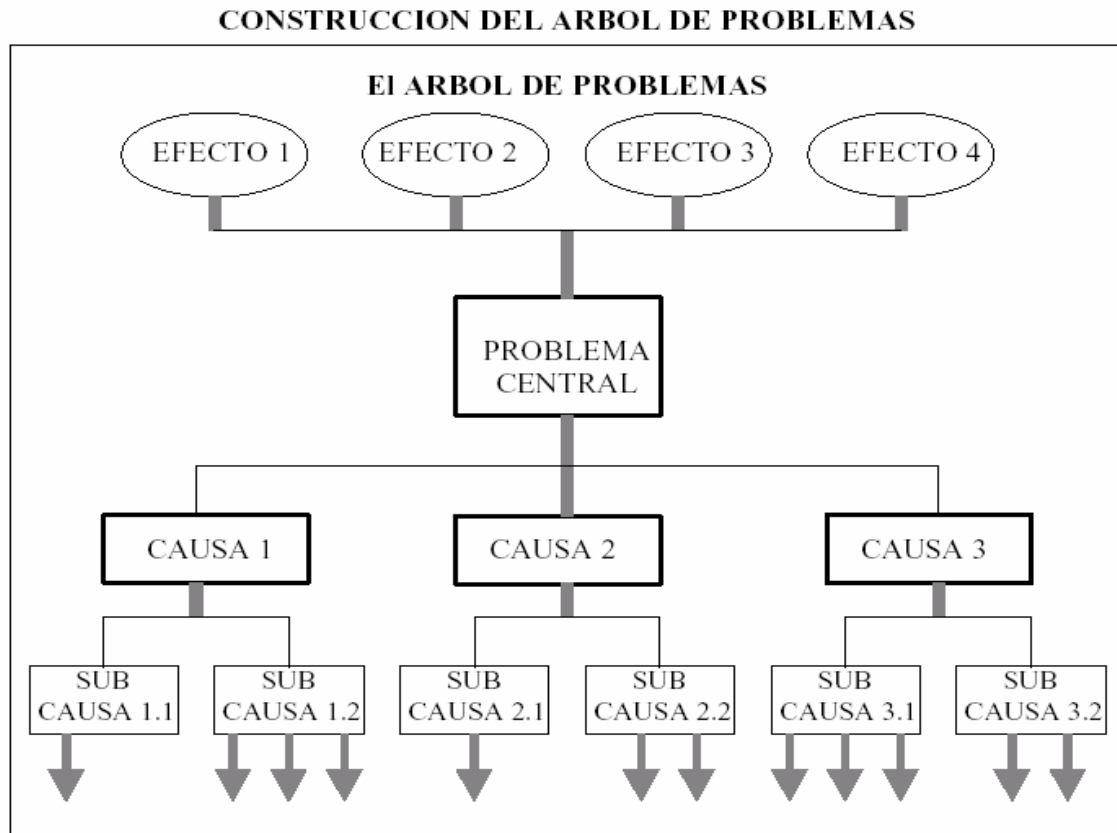 CONSTRUCCION DEL ARBOL DE PROBLEMAS
El ARBOL DE PROBLEMAS
EFECTO 1
EFECTO 2
EFECTO 3
EFECTO 4
PROBLEMA
CENTRAL
CAUSA 1
CAUSA 2
CAUSA 3
SUB
CAUSA 1.1
SUB
CAUSA 1.2
SUB
CAUSA 2.1
SUB
CAUSA 2.2
SUB
CAUSA 3.1
SUB
CAUSA 3.2